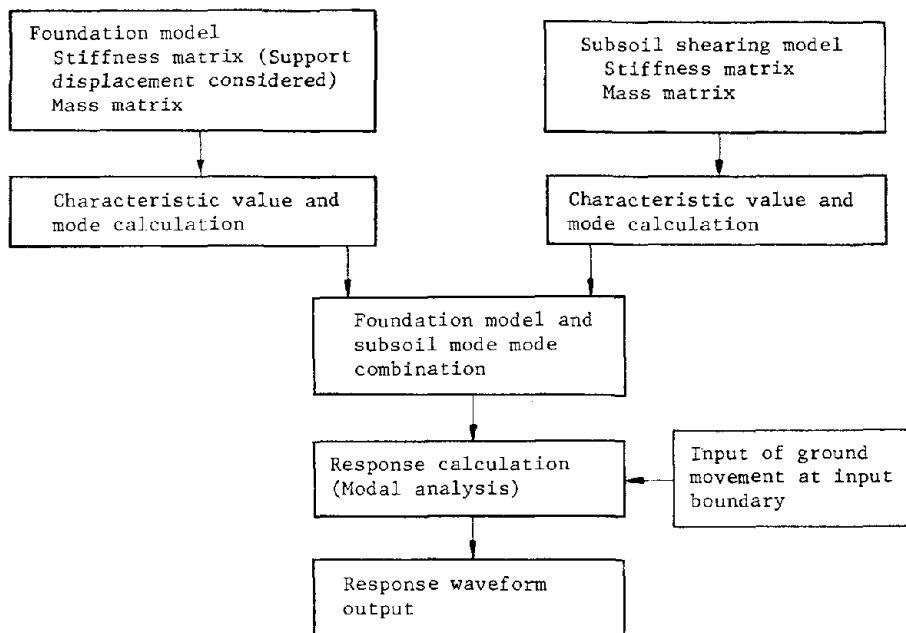 Foundation model
Stiffness matrix (Support
displacement considered)
Mass matrix
Subsoil shearing model
Stiffness matrix
Mass matrix
Characteristic value and
mode calculation
Characteristic value and
mode calculation
Foundation model and
subsoil mode mode
combination
Response calculation
(Modal analysis)
Input of ground
movement at input
boundary
Response waveform
output